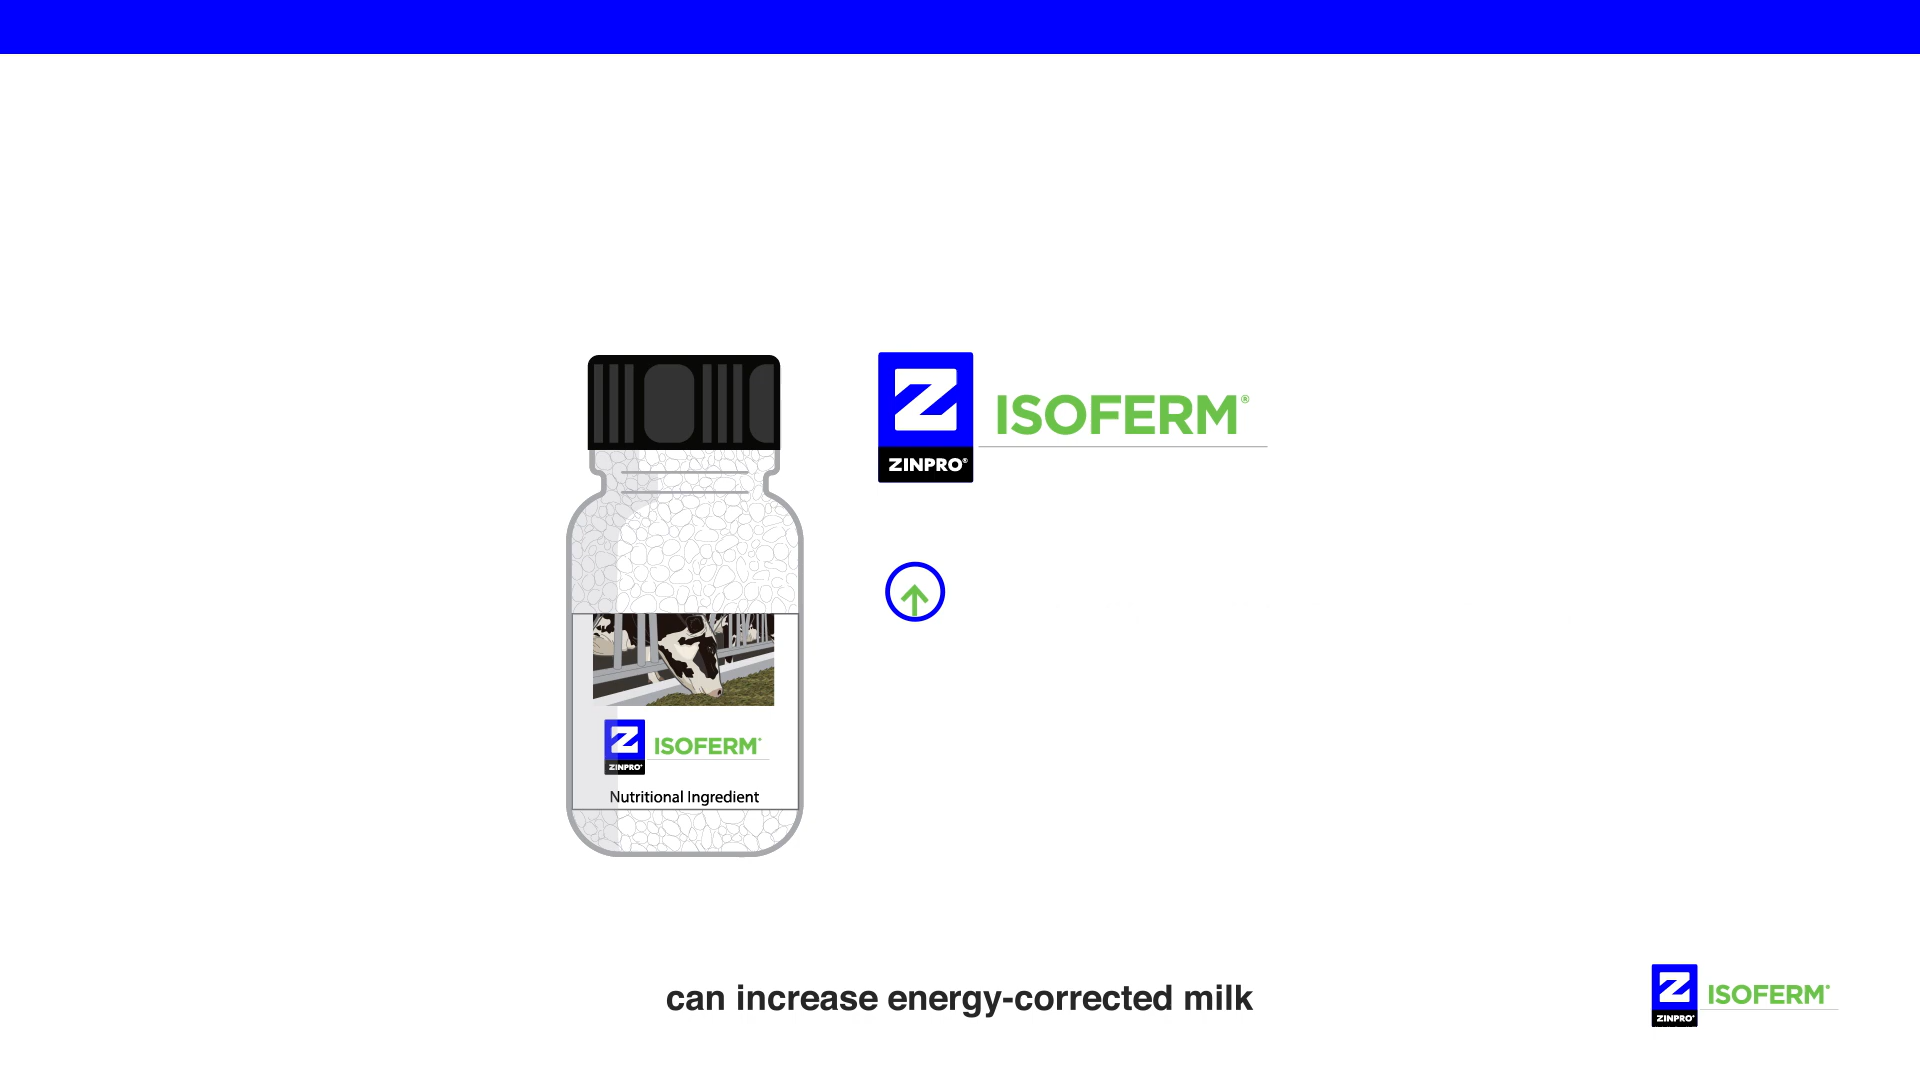 ISOFERM®
ZINPRO®
ISOFERM®
ZINPRO®
Nutritional Ingredient
can increase energy-corrected milk
ISOFERM®
ZINPRO®